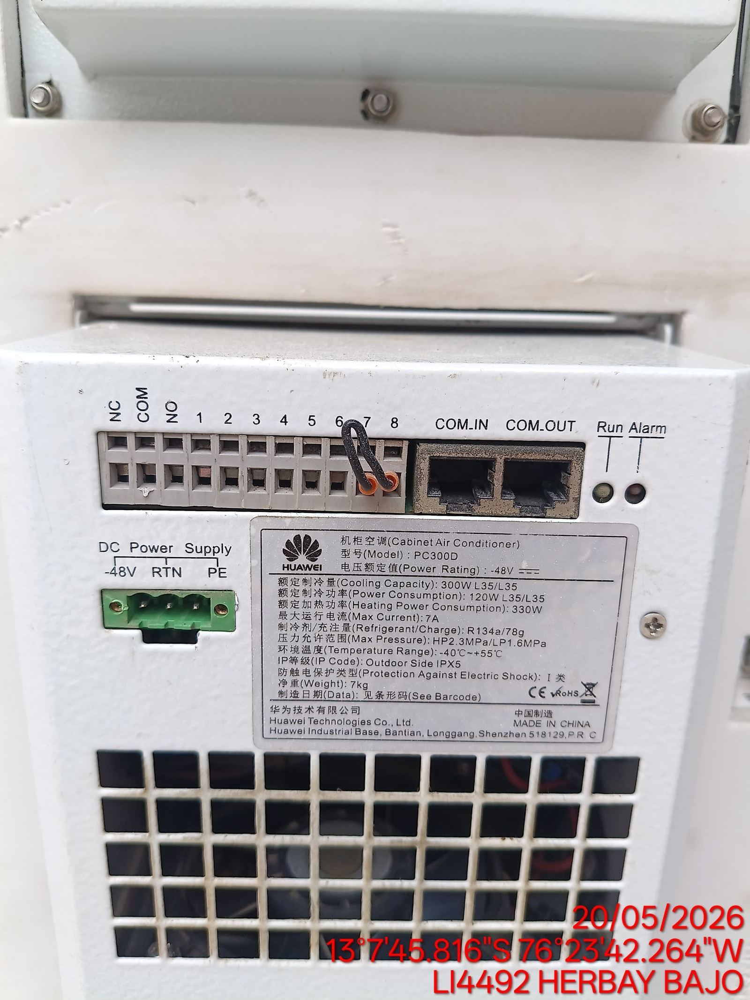 NC COM NO 1 2 3 4 5 6 7 8 COM_IN COM_OUT Run Alarm
DC Power Supply
-48V RTN PE
HUAWEI
机柜空调(Cabinet Air Conditioner)
型号(Model) : PC300D
电压额定值(Power Rating) : -48V
额定制冷量(Cooling Capacity): 300W L35/L35
额定制冷功率(Power Consumption): 120W L35/L35
额定加热功率(Heating Power Consumption): 330W
最大运行电流(Max Current): 7A
制冷剂/充注量(Refrigerant/Charge): R134a/78g
压力允许范围(Max Pressure): HP2.3MPa/LP1.6MPa
环境温度(Temperature Range): -40℃~+55℃
IP等级(IP Code): Outdoor Side IPX5
防触电保护类型(Protection Against Electric Shock): I 类
净重(Weight): 7kg
制造日期(Data): 见条形码(See Barcode)
CE RoHS
华为技术有限公司
中国制造
Huawei Technologies Co., Ltd.
MADE IN CHINA
Huawei Industrial Base, Bantian, Longgang,Shenzhen 518129,P.R.C
20/05/2026
13°7'45.816"S 76°23'42.264"W
LI4492 HERBAY BAJO